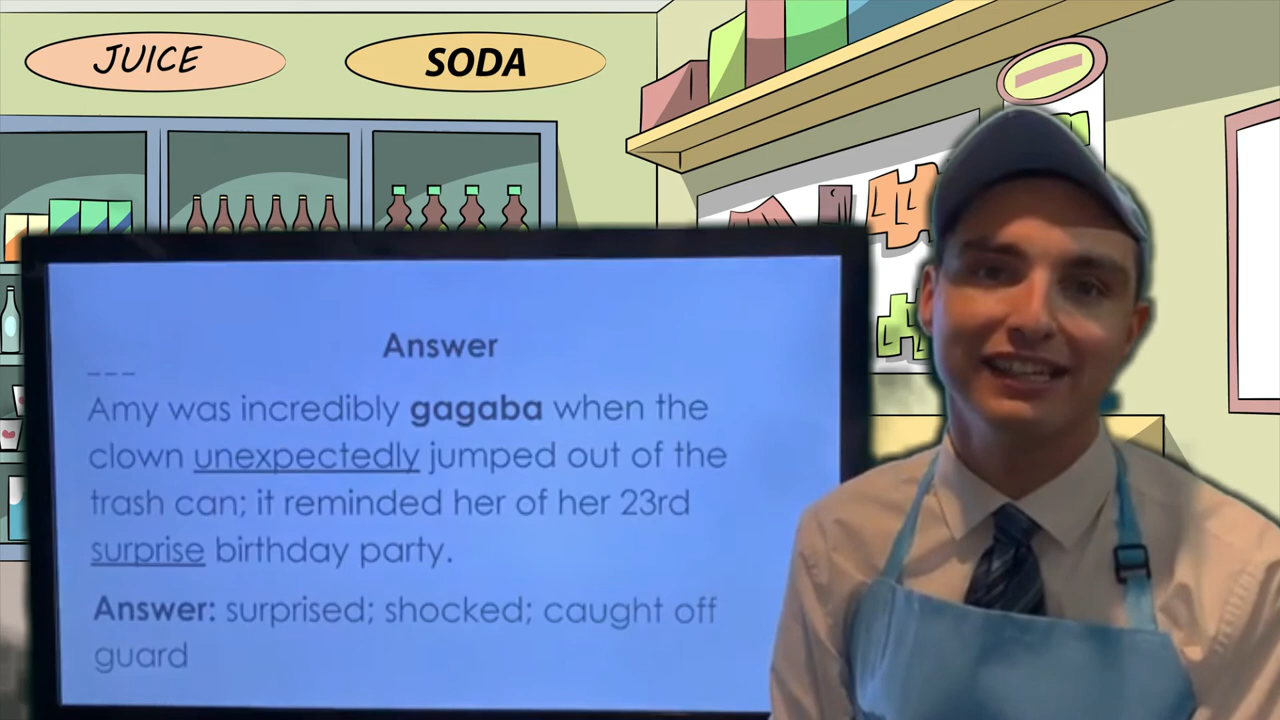 JUICE
SODA
Answer
Amy was incredibly gagaba when the
clown unexpectedly jumped out of the
trash can; it reminded her of her 23rd
surprise birthday party.
Answer: surprised; shocked; caught off
guard